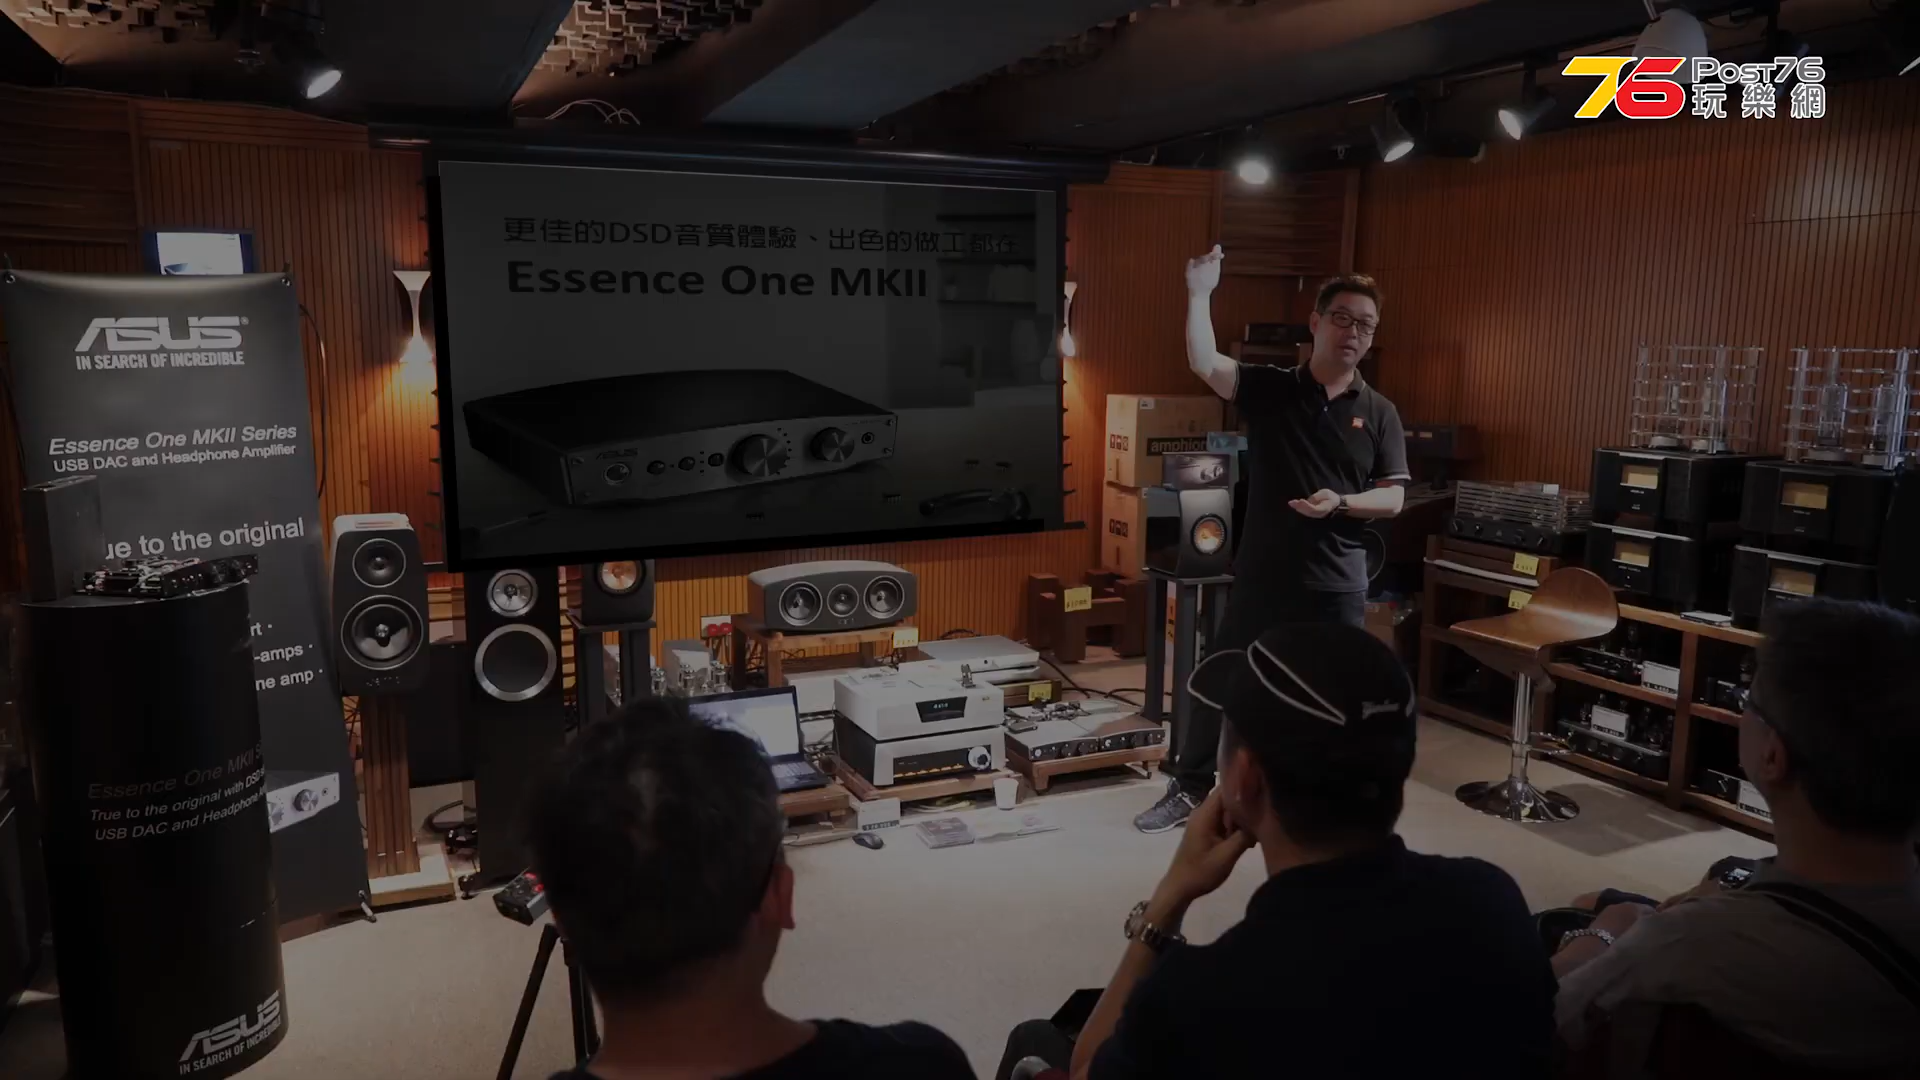 76 Post76
玩樂網
更佳的DSD音質體驗、出色的做工都在
Essence One MKII
ASUS
ASUS
IN SEARCH OF INCREDIBLE
Essence One MKII Series
USB DAC and Headphone Amplifier
ue to the original
rt
-amps
ne amp
amphion
Essence One MKII S
True to the original with DSD
USB DAC and Headphone
ASUS
IN SEARCH OF INCREDIBLE